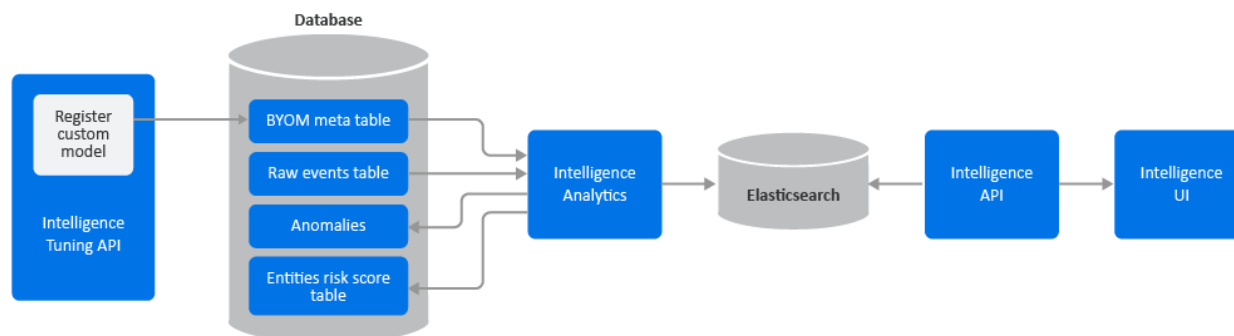 Database
Register
custom
model
Intelligence
Tuning API
BYOM meta table
Raw events table
Anomalies
Entities risk score
table
Intelligence
Analytics
Elasticsearch
Intelligence
API
Intelligence
UI